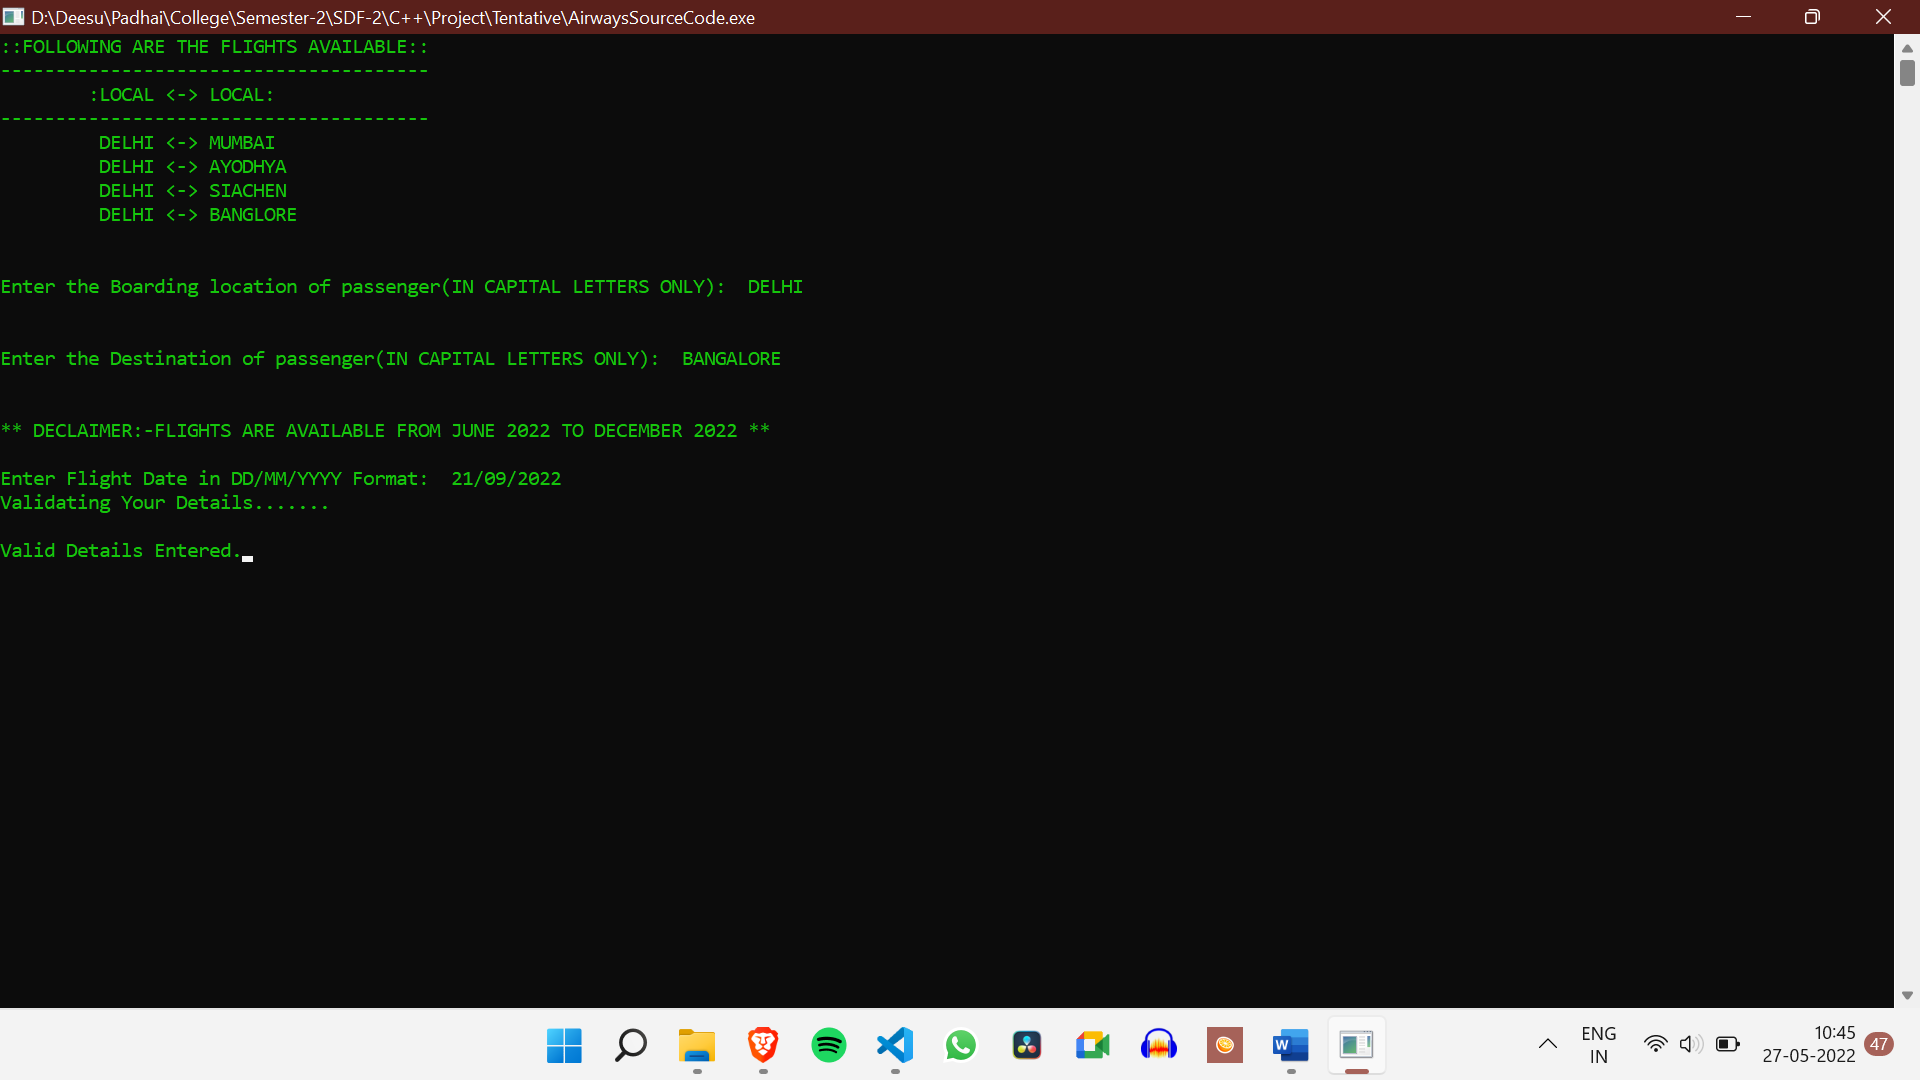 D:\Deesu\Padhai\College\Semester-2\SDF-2\C++\Project\Tentative\AirwaysSourceCode.exe
::FOLLOWING ARE THE FLIGHTS AVAILABLE::
---------------------------------------
:LOCAL <-> LOCAL:
---------------------------------------
DELHI <-> MUMBAI
DELHI <-> AYODHYA
DELHI <-> SIACHEN
DELHI <-> BANGLORE
Enter the Boarding location of passenger(IN CAPITAL LETTERS ONLY):  DELHI
Enter the Destination of passenger(IN CAPITAL LETTERS ONLY):  BANGALORE
** DECLAIMER:-FLIGHTS ARE AVAILABLE FROM JUNE 2022 TO DECEMBER 2022 **
Enter Flight Date in DD/MM/YYYY Format:  21/09/2022
Validating Your Details.......
Valid Details Entered.
W
ENG
IN
10:45
27-05-2022
47